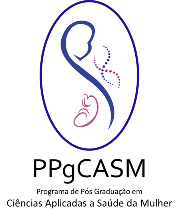 PPgCASM
Programa de Pós Graduação em
Ciências Aplicadas a Saúde da Mulher